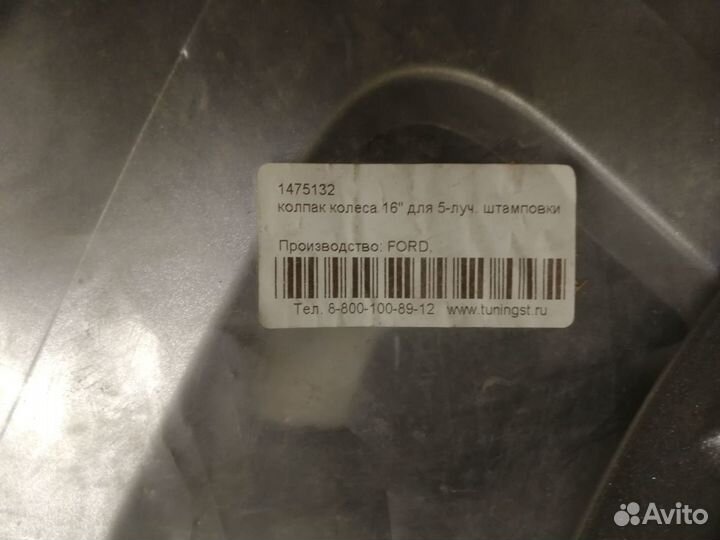 1475132
колпак колеса 16" для 5-луч. штамповки
Производство: FORD,
Тел. 8-800-100-89-12 www.tuningst.ru
Avito